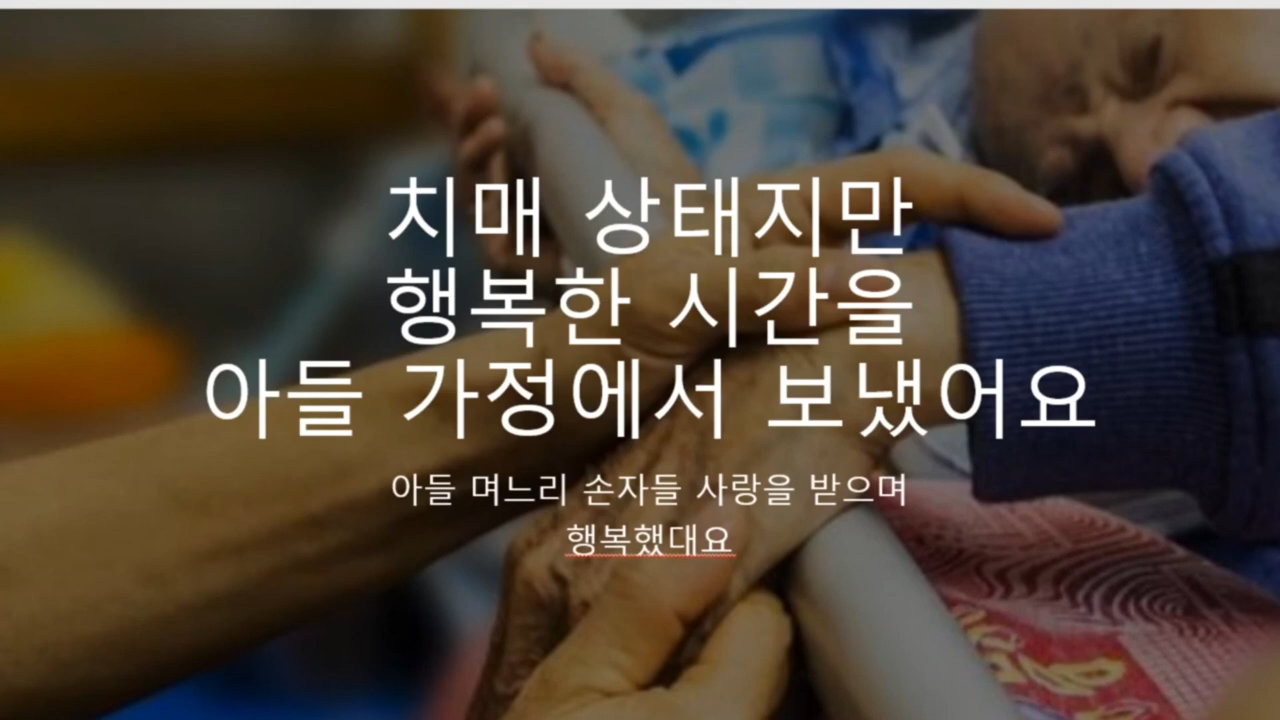 치매 상태지만
행복한 시간을
아들 가정에서 보냈어요
아들 며느리 손자들 사랑을 받으며
행복했대요